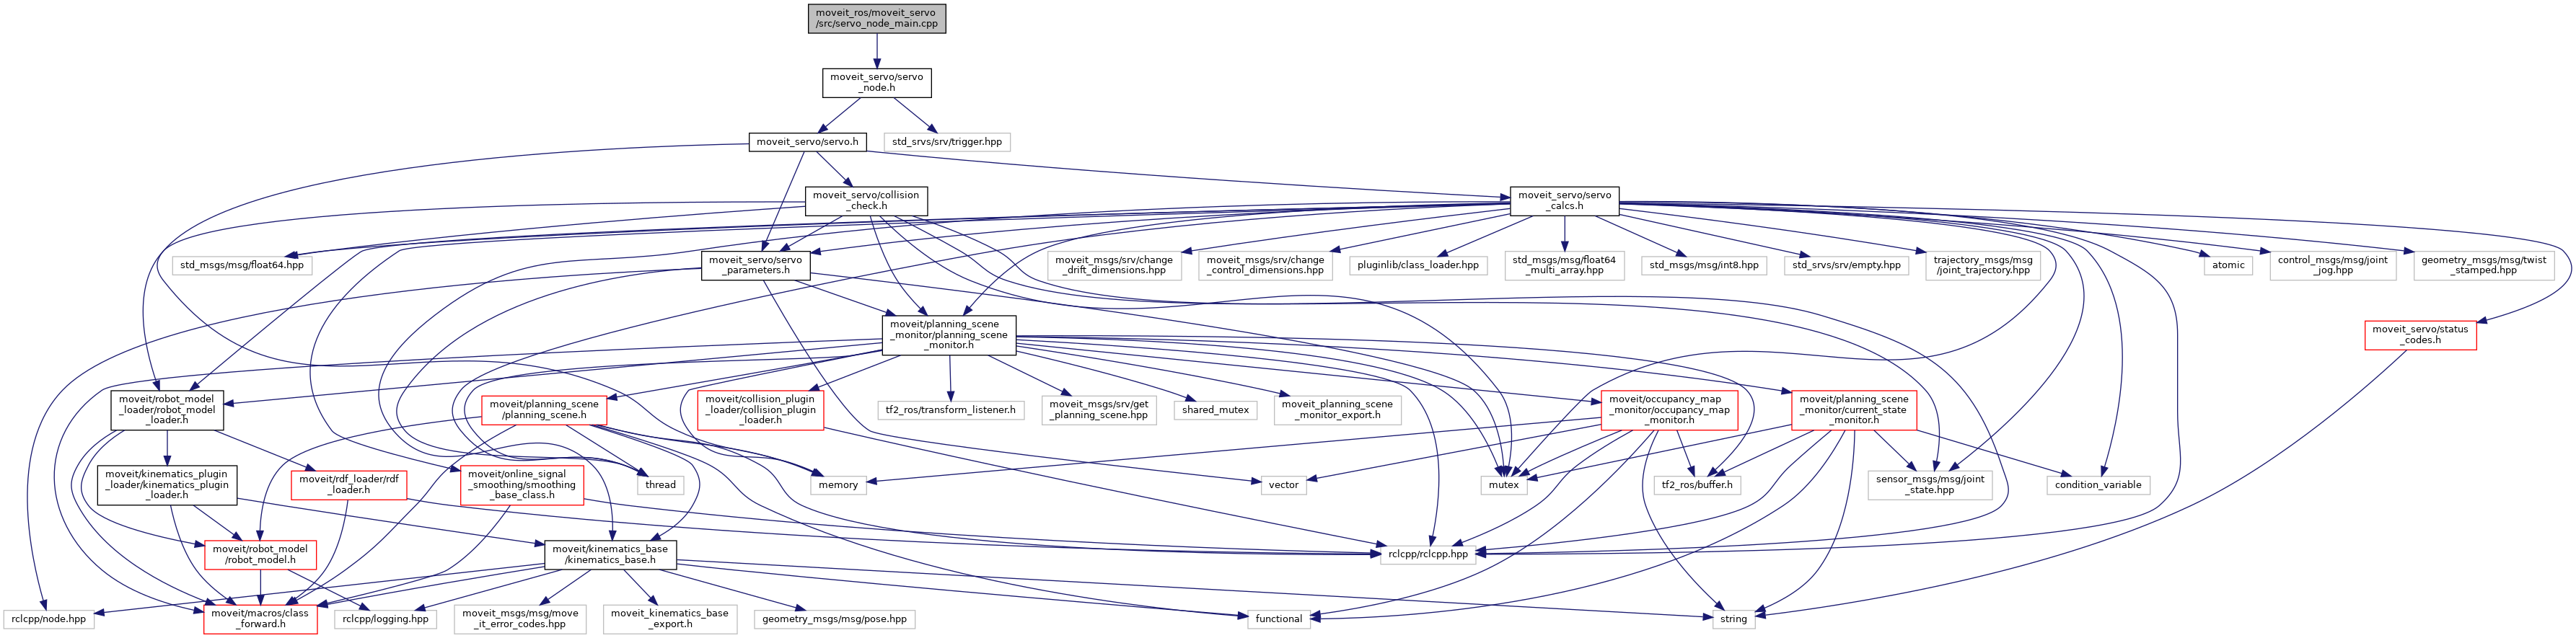 moveit_ros/moveit_servo
/src/servo_node_main.cpp
moveit_servo/servo
_node.h
moveit_servo/servo.h
std_srvs/srv/trigger.hpp
moveit_servo/collision
_check.h
moveit_servo/servo
_calcs.h
std_msgs/msg/float64.hpp
moveit_servo/servo
_parameters.h
moveit_msgs/srv/change
_drift_dimensions.hpp
moveit_msgs/srv/change
_control_dimensions.hpp
pluginlib/class_loader.hpp
std_msgs/msg/float64
_multi_array.hpp
std_msgs/msg/int8.hpp
std_srvs/srv/empty.hpp
trajectory_msgs/msg
/joint_trajectory.hpp
atomic
control_msgs/msg/joint
_jog.hpp
geometry_msgs/msg/twist
_stamped.hpp
moveit/planning_scene
_monitor/planning_scene
_monitor.h
moveit_servo/status
_codes.h
moveit/robot_model
_loader/robot_model
_loader.h
moveit/planning_scene
/planning_scene.h
moveit/collision_plugin
_loader/collision_plugin
_loader.h
tf2_ros/transform_listener.h
moveit_msgs/srv/get
_planning_scene.hpp
shared_mutex
moveit_planning_scene
_monitor_export.h
moveit/occupancy_map
_monitor/occupancy_map
_monitor.h
moveit/planning_scene
_monitor/current_state
_monitor.h
moveit/kinematics_plugin
_loader/kinematics_plugin
_loader.h
moveit/rdf_loader/rdf
_loader.h
moveit/online_signal
_smoothing/smoothing
_base_class.h
thread
memory
vector
mutex
tf2_ros/buffer.h
sensor_msgs/msg/joint
_state.hpp
condition_variable
moveit/robot_model
/robot_model.h
moveit/kinematics_base
/kinematics_base.h
rclcpp/rclcpp.hpp
rclcpp/node.hpp
moveit/macros/class
_forward.h
rclcpp/logging.hpp
moveit_msgs/msg/move
_it_error_codes.hpp
moveit_kinematics_base
_export.h
geometry_msgs/msg/pose.hpp
functional
string